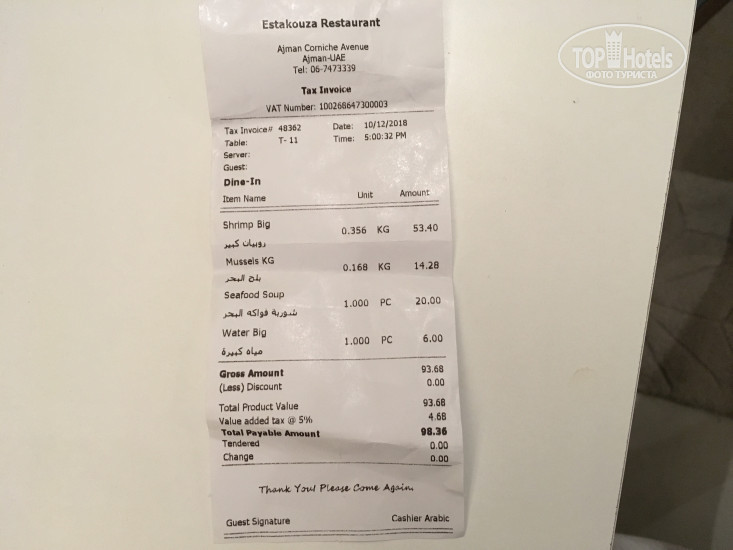 TOP Hotels
ФОТО ТУРИСТА
Estakouza Restaurant
Ajman Corniche Avenue
Ajman-UAE
Tel: 06-7473339
Tax Invoice
VAT Number: 100268647300003
Tax Invoice# 48362 Date: 10/12/2018
Table: T- 11 Time: 5:00:32 PM
Server:
Guest:
Dine-In
Item Name Unit Amount
Shrimp Big 0.356 KG 53.40
روبيان كبير
Mussels KG 0.168 KG 14.28
بلح البحر
Seafood Soup 1.000 PC 20.00
شوربة فواكه البحر
Water Big 1.000 PC 6.00
مياه كبيرة
Gross Amount 93.68
(Less) Discount 0.00
Total Product Value 93.68
Value added tax @ 5% 4.68
Total Payable Amount 98.36
Tendered 0.00
Change 0.00
Thank You! Please Come Again.
Guest Signature Cashier Arabic